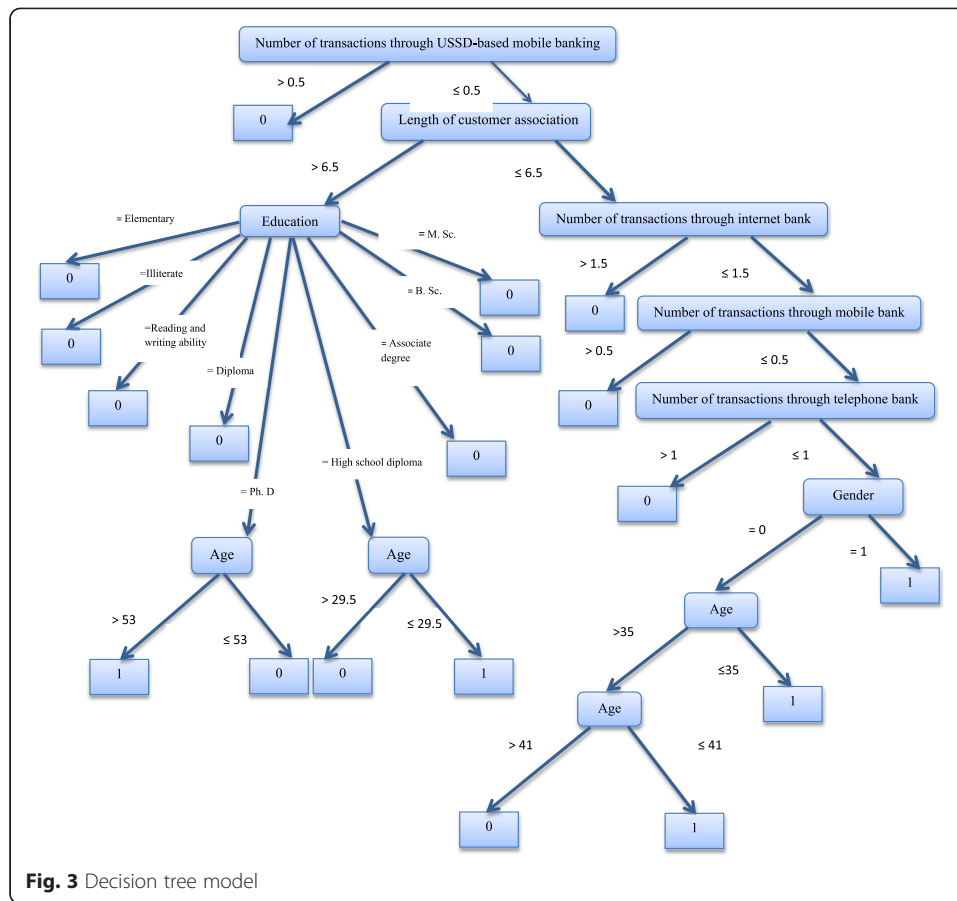 Number of transactions through USSD-based mobile banking
> 0.5
≤ 0.5
0
Length of customer association
> 6.5
≤ 6.5
Education
Number of transactions through internet bank
= Elementary
=Illiterate
=Reading and
writing ability
= Diploma
= Ph. D
= High school diploma
= Associate
degree
= B. Sc.
= M. Sc.
0
0
0
0
0
0
0
> 1.5
≤ 1.5
0
Number of transactions through mobile bank
> 0.5
≤ 0.5
0
Number of transactions through telephone bank
> 1
≤ 1
0
Gender
= 0
= 1
1
Age
Age
> 53
≤ 53
> 29.5
≤ 29.5
1
0
0
1
Age
>35
≤35
1
Age
> 41
≤ 41
0
1
Fig. 3 Decision tree model